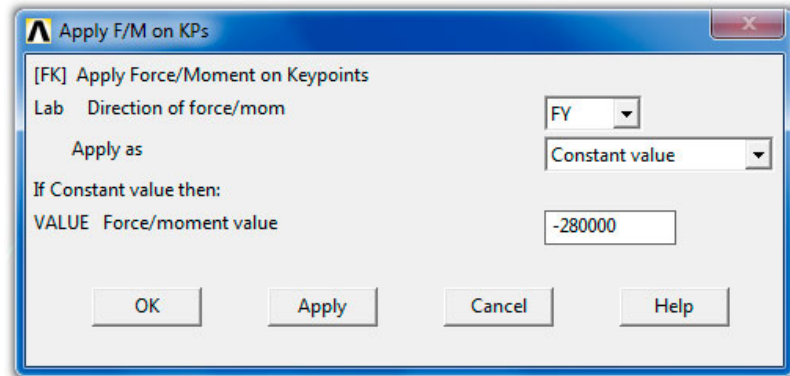 Apply F/M on KPs
[FK] Apply Force/Moment on Keypoints
Lab Direction of force/mom FY
Apply as Constant value
If Constant value then:
VALUE Force/moment value -280000
OK Apply Cancel Help